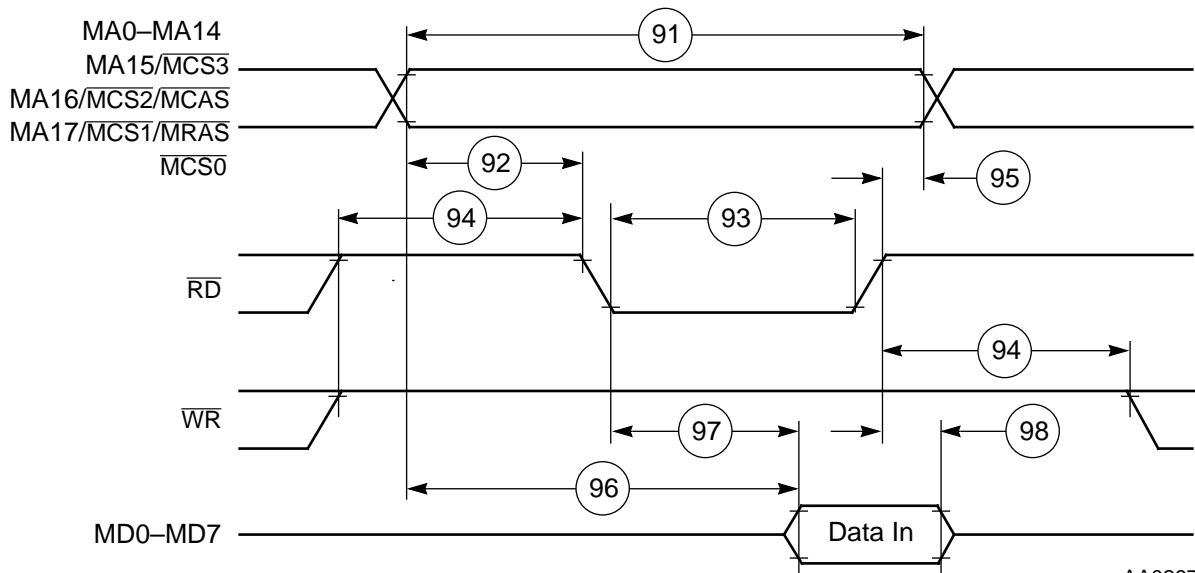 MA0–MA14
MA15/MCS3
MA16/MCS2/MCAS
MA17/MCS1/MRAS
MCS0
91
92
95
94
93
RD
94
WR
97
98
96
MD0–MD7
Data In